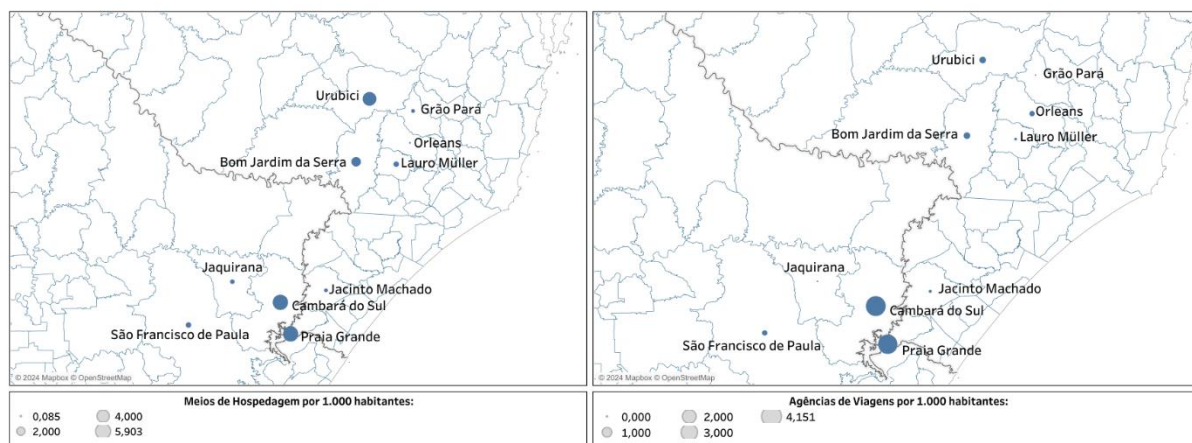 Urubici
Grão Pará
Orleans
Bom Jardim da Serra
Lauro Müller
Jaquirana
Jacinto Machado
Cambará do Sul
São Francisco de Paula
Praia Grande
© 2024 Mapbox © OpenStreetMap
Meios de Hospedagem por 1.000 habitantes:
0,085
4,000
2,000
5,903
Urubici
Grão Pará
Orleans
Bom Jardim da Serra
Lauro Müller
Jaquirana
Jacinto Machado
Cambará do Sul
São Francisco de Paula
Praia Grande
© 2024 Mapbox © OpenStreetMap
Agências de Viagens por 1.000 habitantes:
0,000
2,000
4,151
1,000
3,000